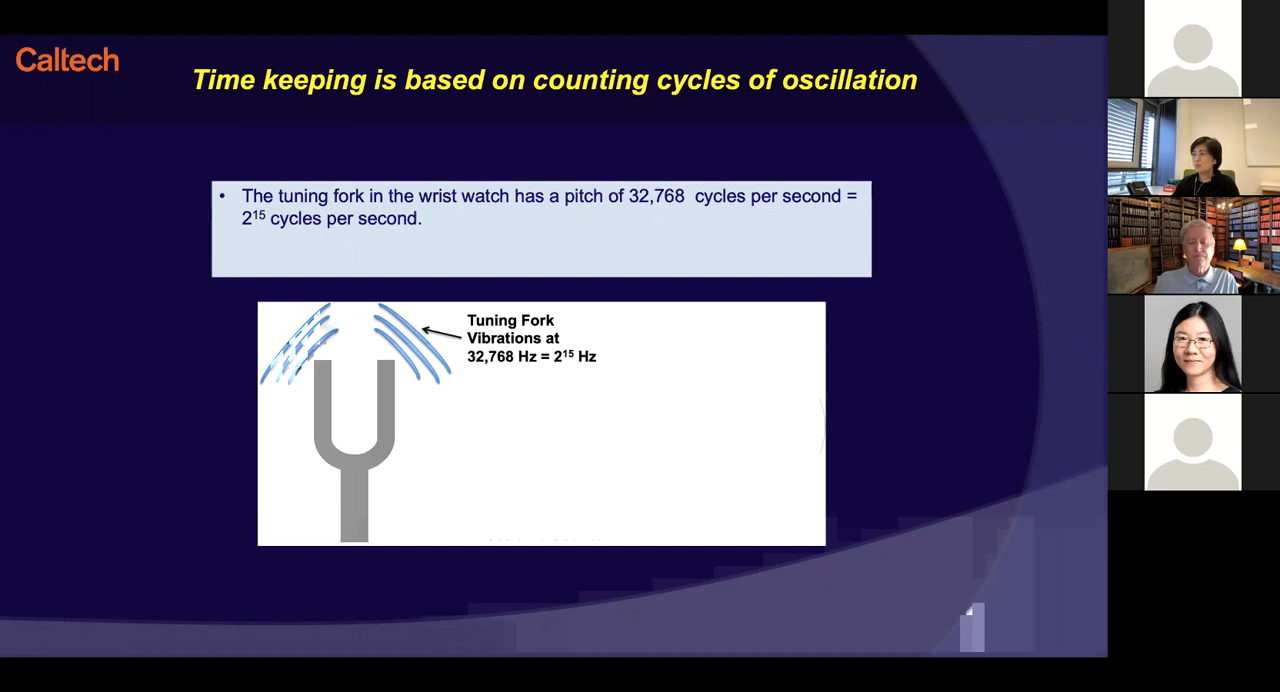 Caltech
Time keeping is based on counting cycles of oscillation
• The tuning fork in the wrist watch has a pitch of 32,768 cycles per second =
2¹⁵ cycles per second.
Tuning Fork
Vibrations at
32,768 Hz = 2¹⁵ Hz